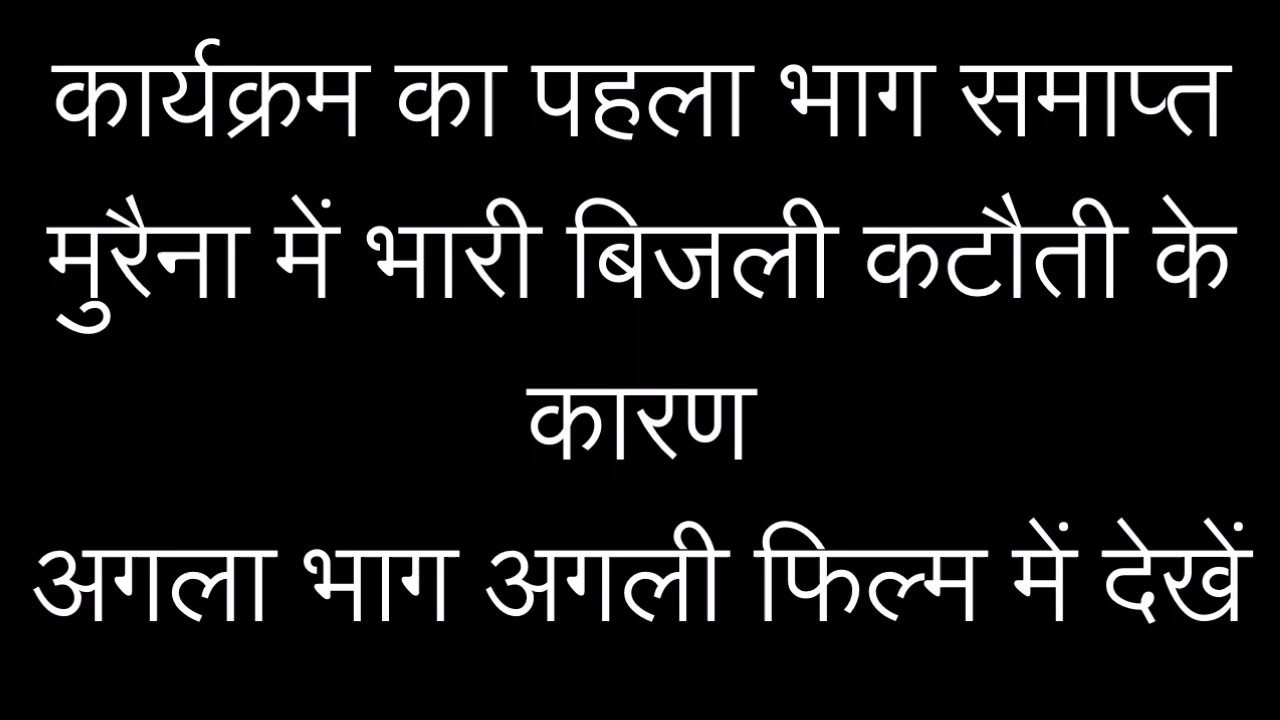 कार्यक्रम का पहला भाग समाप्त
मुरैना में भारी बिजली कटौती के
कारण
अगला भाग अगली फिल्म में देखें